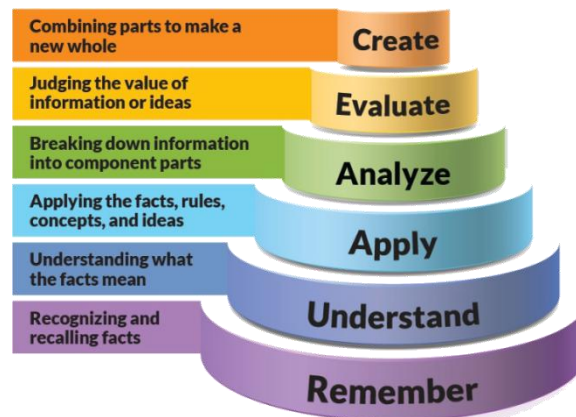 Combining parts to make a
new whole
Create
Judging the value of
information or ideas
Evaluate
Breaking down information
into component parts
Analyze
Applying the facts, rules,
concepts, and ideas
Apply
Understanding what
the facts mean
Understand
Recognizing and
recalling facts
Remember